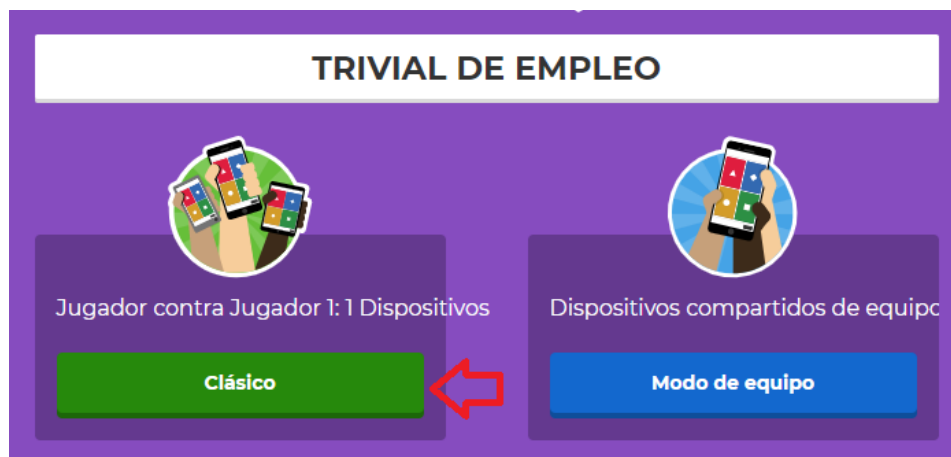 TRIVIAL DE EMPLEO
Jugador contra Jugador 1: 1 Dispositivos
Dispositivos compartidos de equipo
Clásico
Modo de equipo